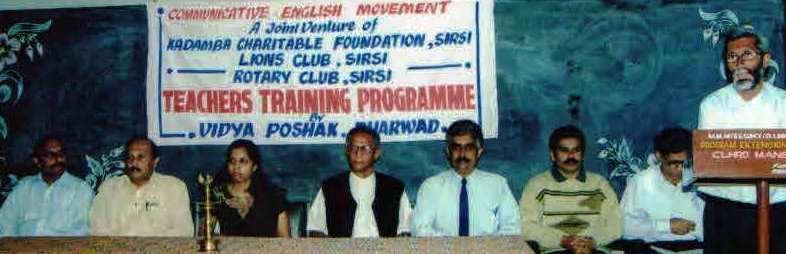 COMMUNICATIVE ENGLISH MOVEMENT
A Joint Venture of
KADAMBA CHARITABLE FOUNDATION, SIRSI
LIONS CLUB, SIRSI
ROTARY CLUB, SIRSI
TEACHERS TRAINING PROGRAMME
BY
VIDYA POSHAK, DHARWAD.
PROGRAM EXTENSION